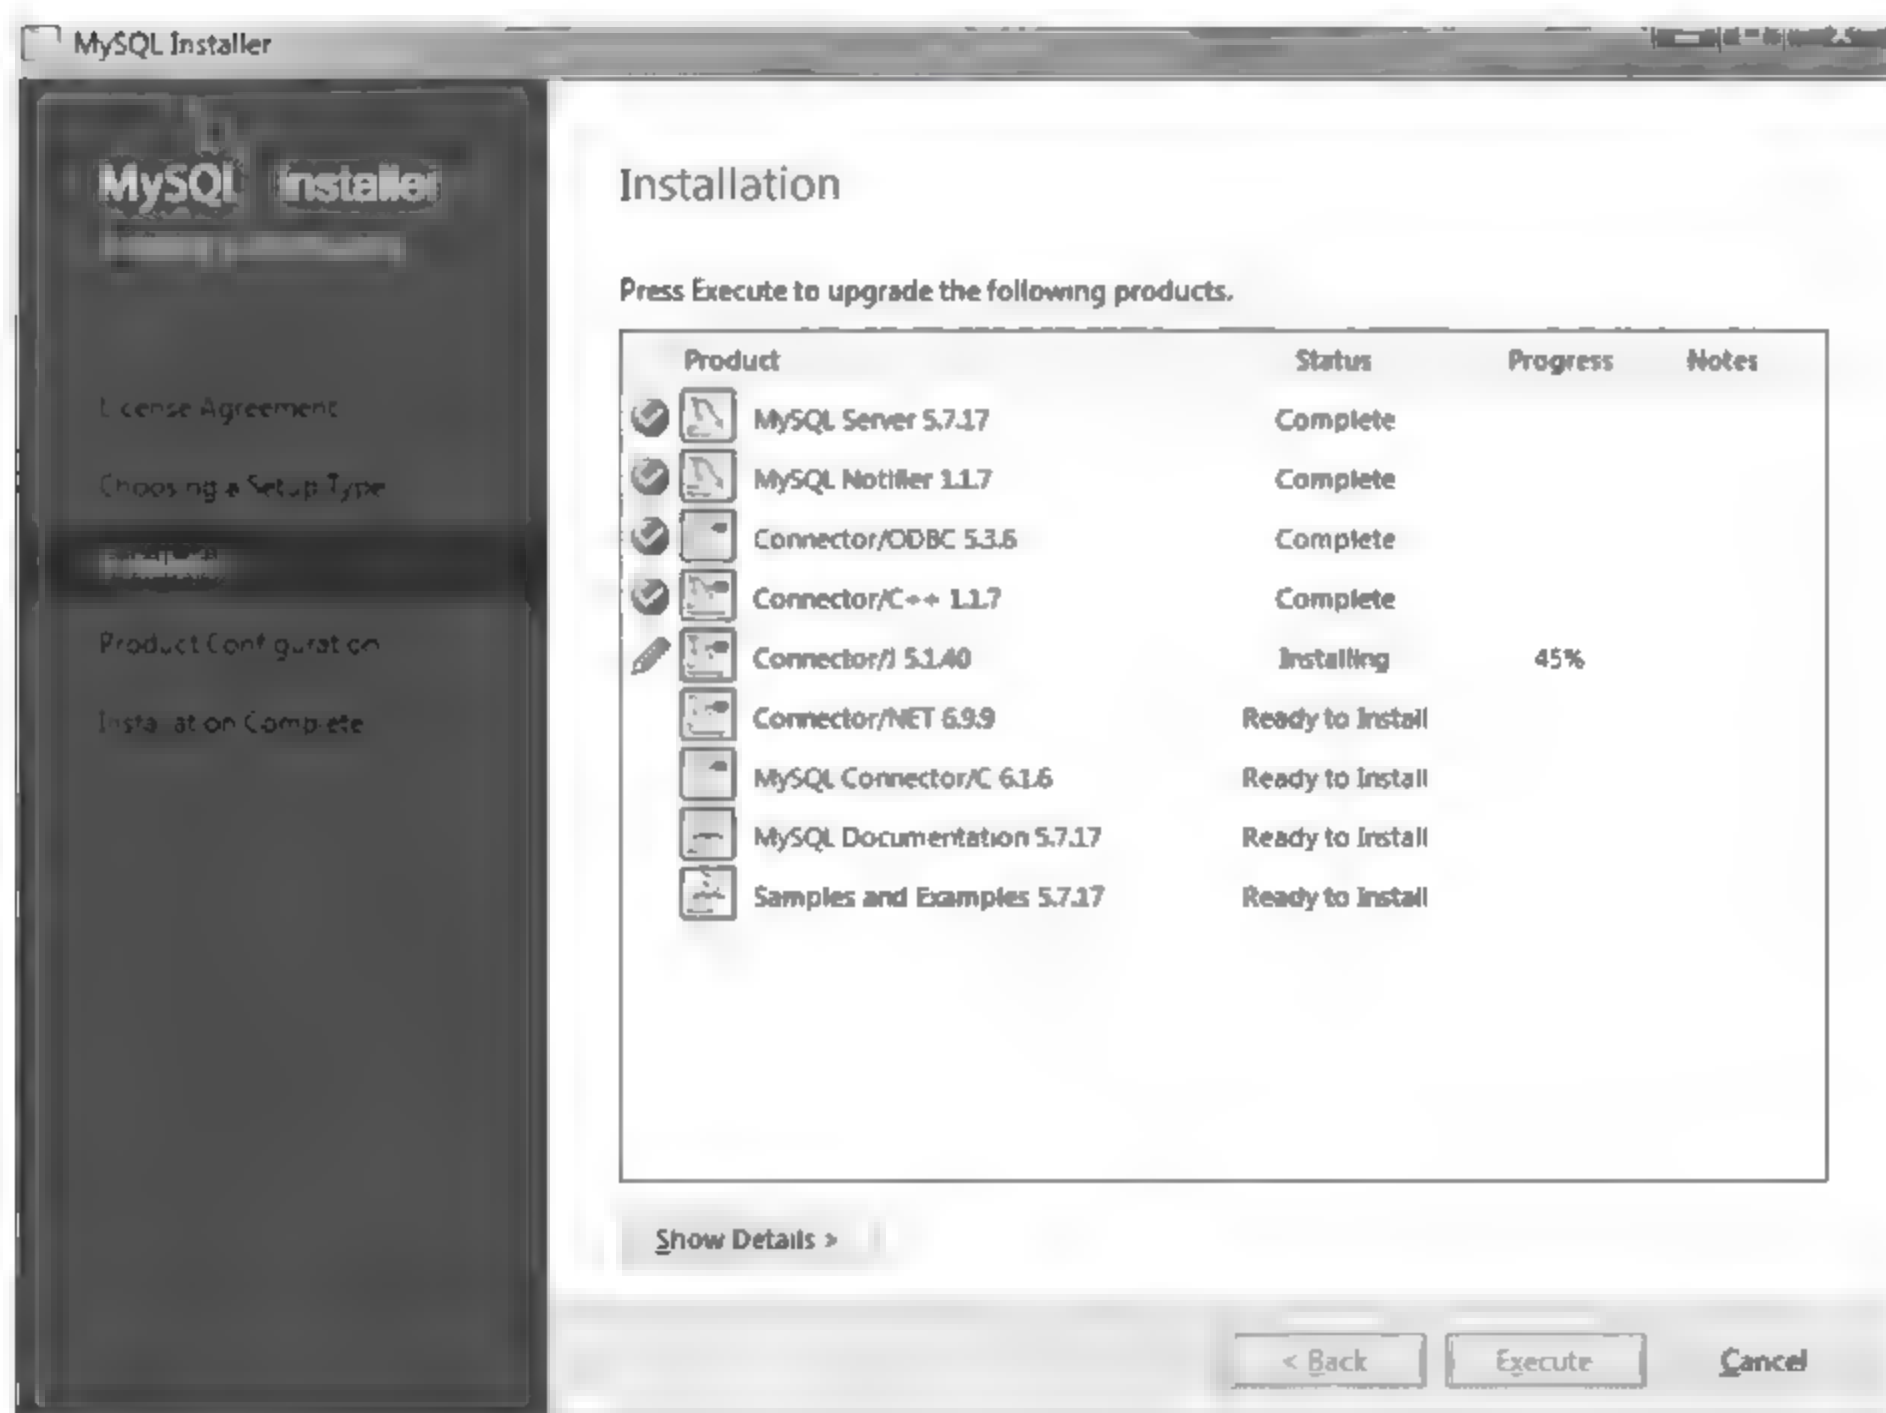 MySQL Installer
MySQL Installer
License Agreement
Choosing a Setup Type
Product Configuration
Installation Complete
Installation
Press Execute to upgrade the following products.
Product Status Progress Notes
MySQL Server 5.7.17 Complete
MySQL Notifier 1.1.7 Complete
Connector/ODBC 5.3.6 Complete
Connector/C++ 1.1.7 Complete
Connector/J 5.1.40 Installing 45%
Connector/NET 6.9.9 Ready to Install
MySQL Connector/C 6.1.6 Ready to Install
MySQL Documentation 5.7.17 Ready to Install
Samples and Examples 5.7.17 Ready to Install
Show Details >
< Back Execute Cancel